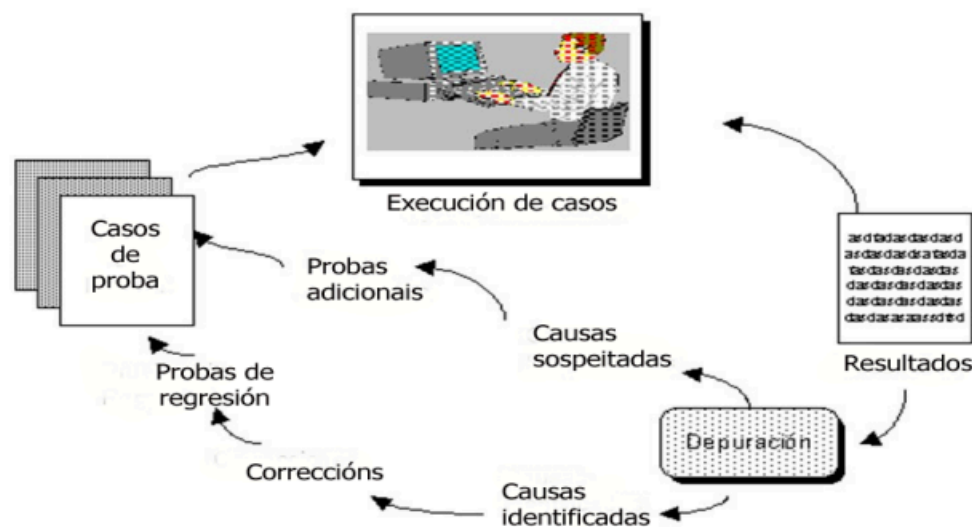 Execución de casos
Casos
de
proba
Probas
adicionais
Causas
sospeitadas
Resultados
Probas de
regresión
Depuración
Correccións
Causas
identificadas